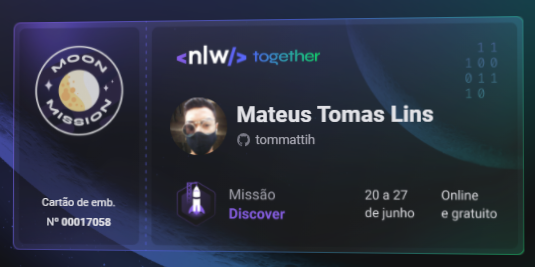 MOON
MISSION
Cartão de emb.
Nº 00017058
<nlw/> together
1 1
1 0 0
0 1 1
1 0
Mateus Tomas Lins
tommattih
Missão
Discover
20 a 27
de junho
Online
e gratuito